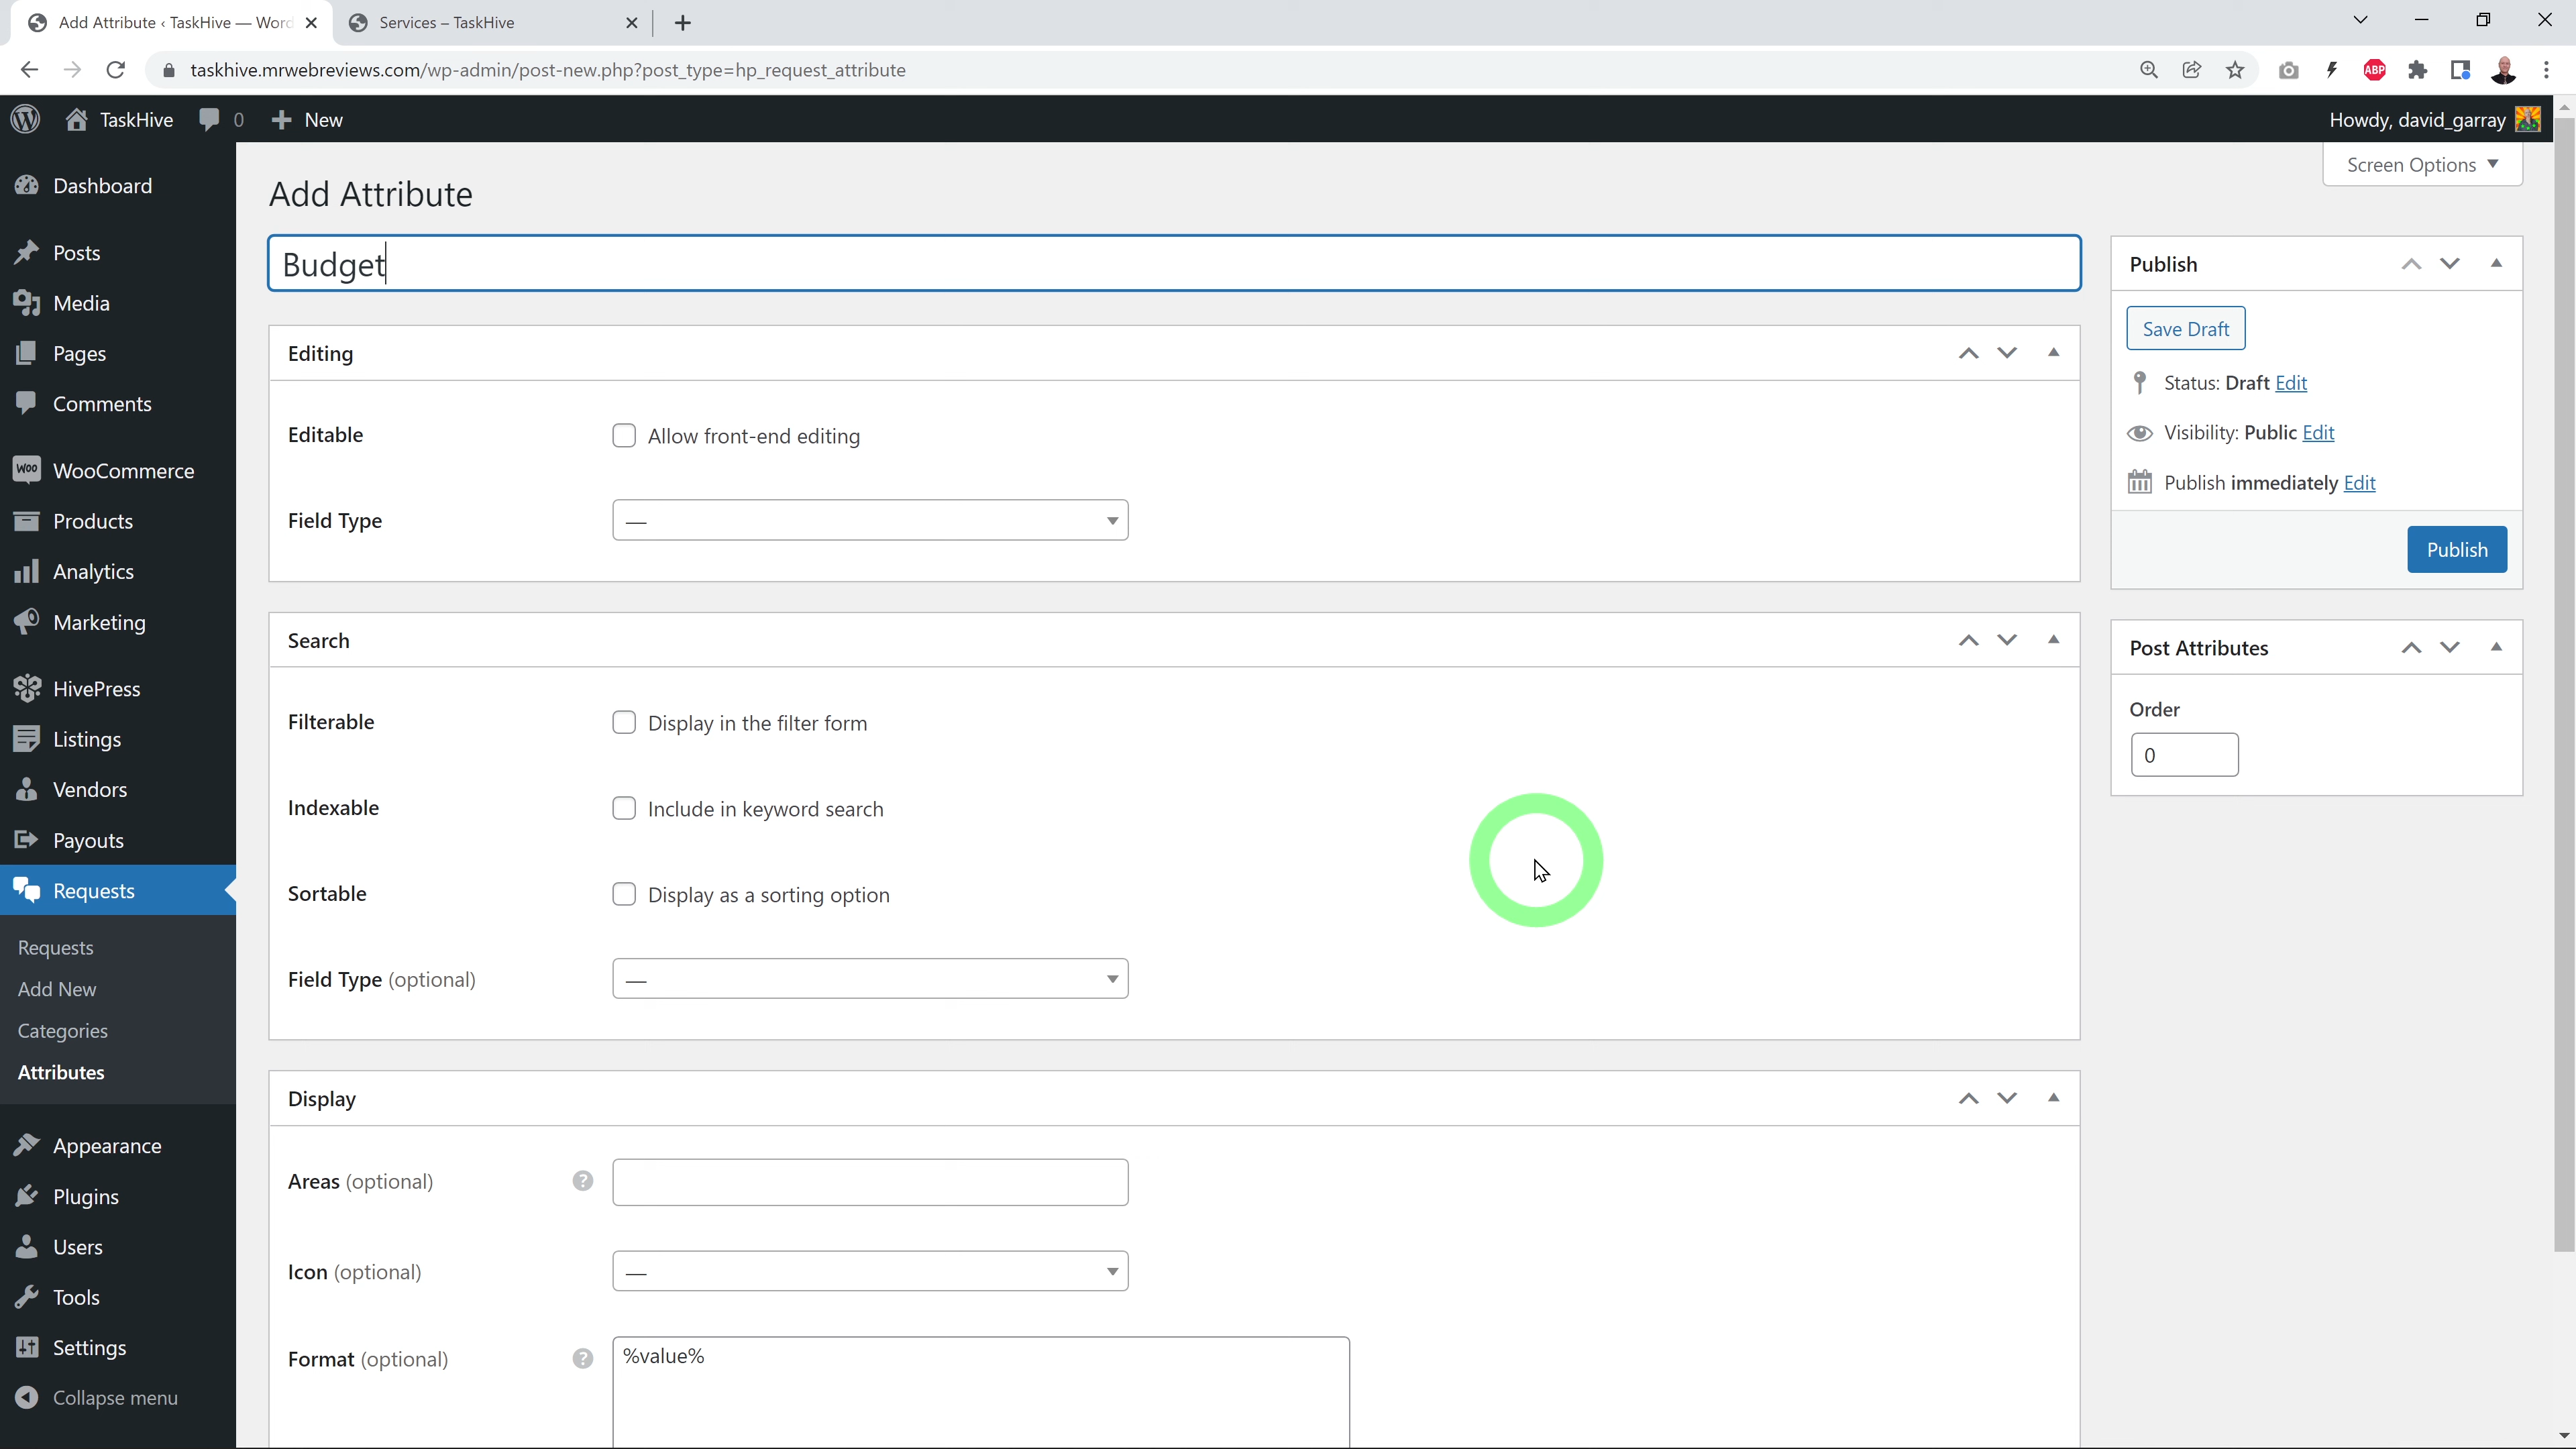 Add Attribute ‹ TaskHive — Word
Services – TaskHive
taskhive.mrwebreviews.com/wp-admin/post-new.php?post_type=hp_request_attribute
ABP
TaskHive
0
New
Howdy, david_garray
Screen Options
Dashboard
Posts
Media
Pages
Comments
Woo
WooCommerce
Products
Analytics
Marketing
HivePress
Listings
Vendors
Payouts
Requests
Requests
Add New
Categories
Attributes
Appearance
Plugins
Users
Tools
Settings
Collapse menu
Add Attribute
Budget
Editing
Editable
Allow front-end editing
Field Type
—
Search
Filterable
Display in the filter form
Indexable
Include in keyword search
Sortable
Display as a sorting option
Field Type (optional)
—
Display
Areas (optional)
?
Icon (optional)
—
Format (optional)
?
%value%
Publish
Save Draft
Status: Draft Edit
Visibility: Public Edit
Publish immediately Edit
Publish
Post Attributes
Order
0